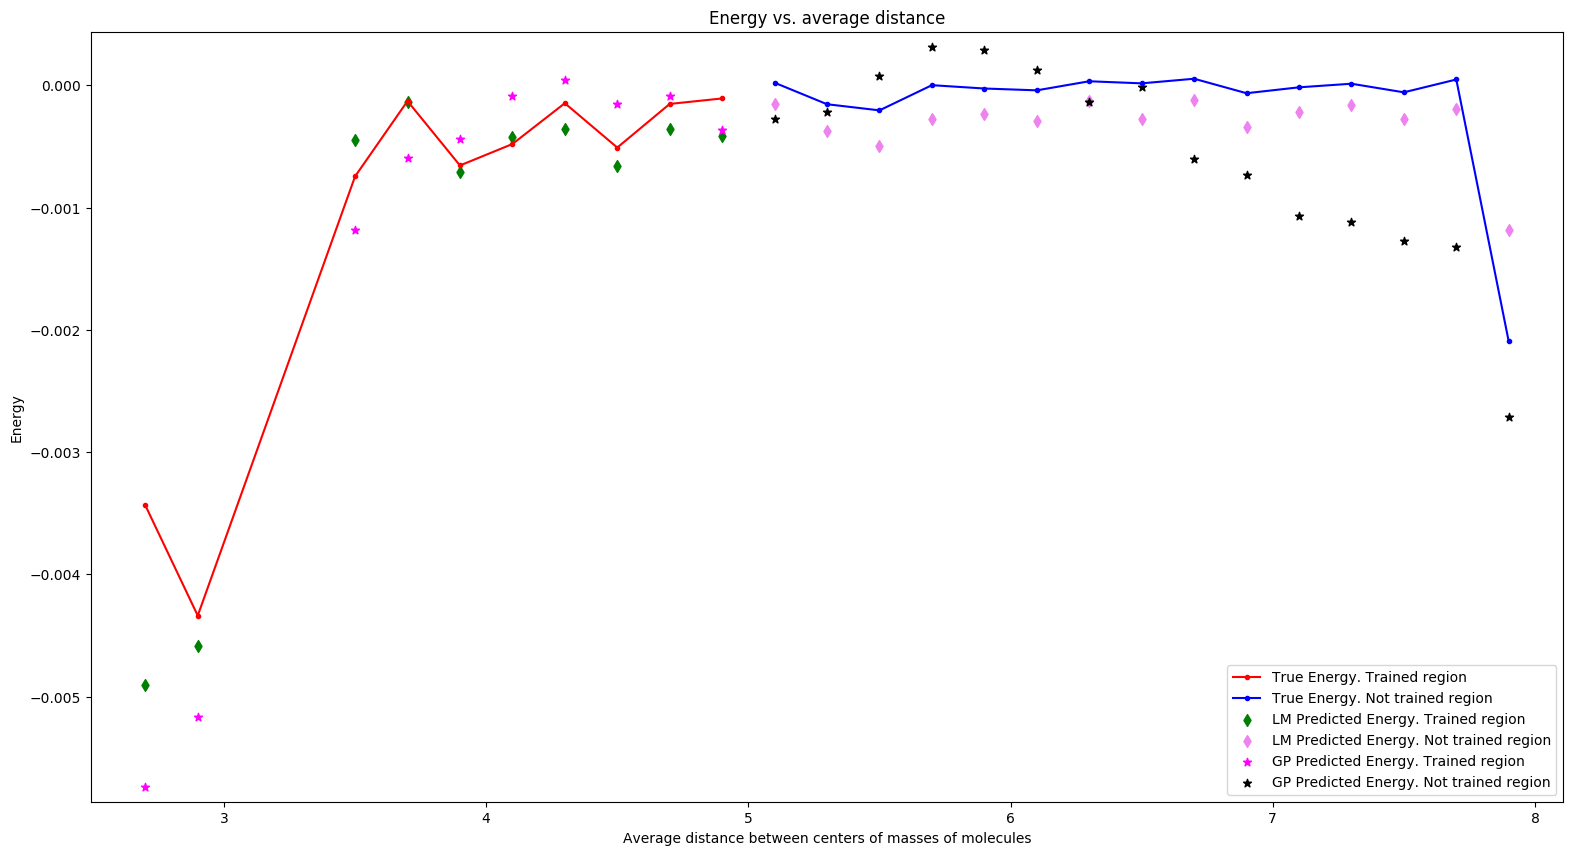 Energy vs. average distance
Energy
0.000
−0.001
−0.002
−0.003
−0.004
−0.005
3
4
5
6
7
8
Average distance between centers of masses of molecules
True Energy. Trained region
True Energy. Not trained region
LM Predicted Energy. Trained region
LM Predicted Energy. Not trained region
GP Predicted Energy. Trained region
GP Predicted Energy. Not trained region